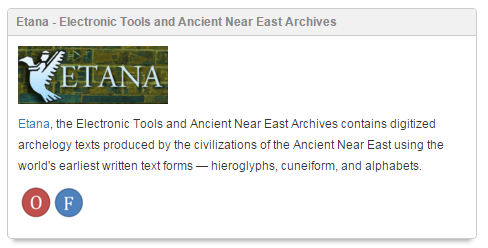 Etana - Electronic Tools and Ancient Near East Archives
ETANA
Etana, the Electronic Tools and Ancient Near East Archives contains digitized
archelogy texts produced by the civilizations of the Ancient Near East using the
world's earliest written text forms — hieroglyphs, cuneiform, and alphabets.
O F